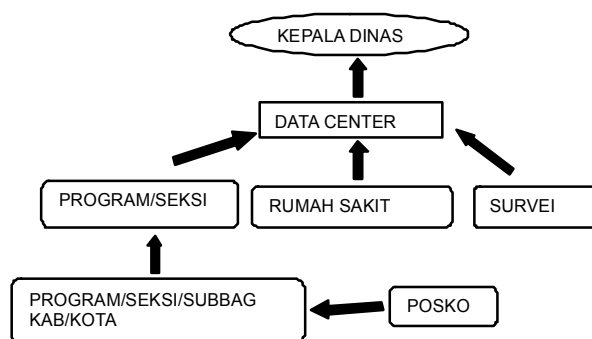 KEPALA DINAS
DATA CENTER
PROGRAM/SEKSI
RUMAH SAKIT
SURVEI
PROGRAM/SEKSI/SUBBAG
KAB/KOTA
POSKO